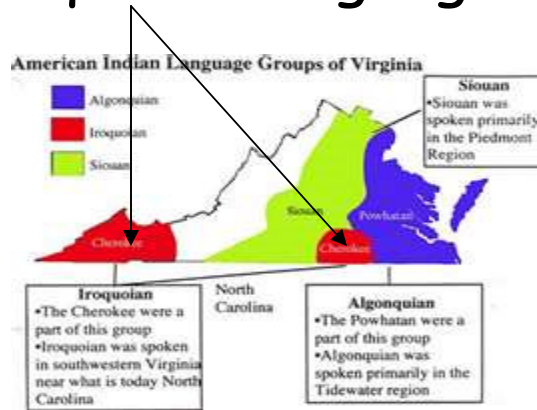 American Indian Language Groups of Virginia
Algonquian
Iroquoian
Siouan
Siouan
•Siouan was
spoken primarily
in the Piedmont
Region
Siouan
Powhatan
Cherokee
Cherokee
Iroquoian
•The Cherokee were a
part of this group
•Iroquoian was spoken
in southwestern Virginia
near what is today North
Carolina
North
Carolina
Algonquian
•The Powhatan were a
part of this group
•Algonquian was
spoken primarily in the
Tidewater region